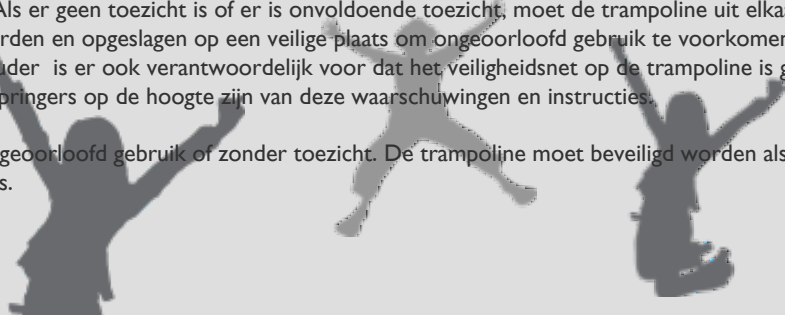 Als er geen toezicht is of er is onvoldoende toezicht, moet de trampoline uit elkaa
rden en opgeslagen op een veilige plaats om ongeoorloofd gebruik te voorkomen
uder is er ook verantwoordelijk voor dat het veiligheidsnet op de trampoline is g
pringers op de hoogte zijn van deze waarschuwingen en instructies.
geoorloofd gebruik of zonder toezicht. De trampoline moet beveiligd worden als
s.